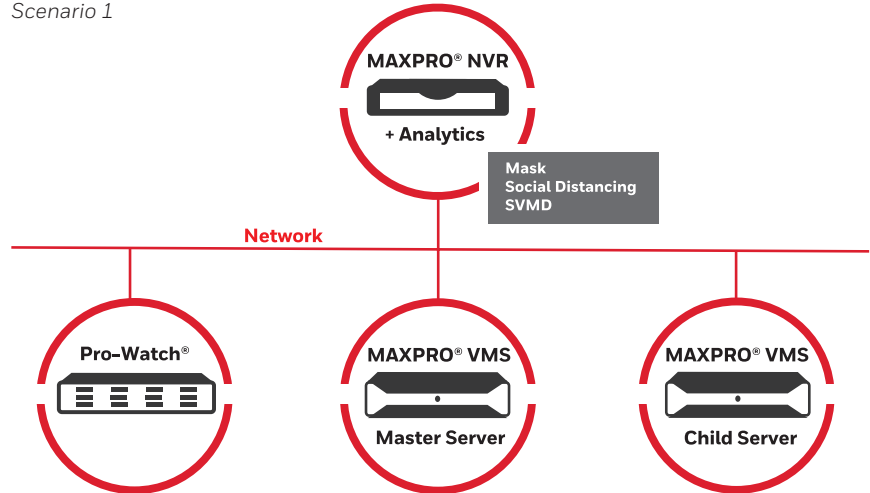 Scenario 1
MAXPRO® NVR
+ Analytics
Mask
Social Distancing
SVMD
Network
Pro-Watch®
MAXPRO® VMS
Master Server
MAXPRO® VMS
Child Server